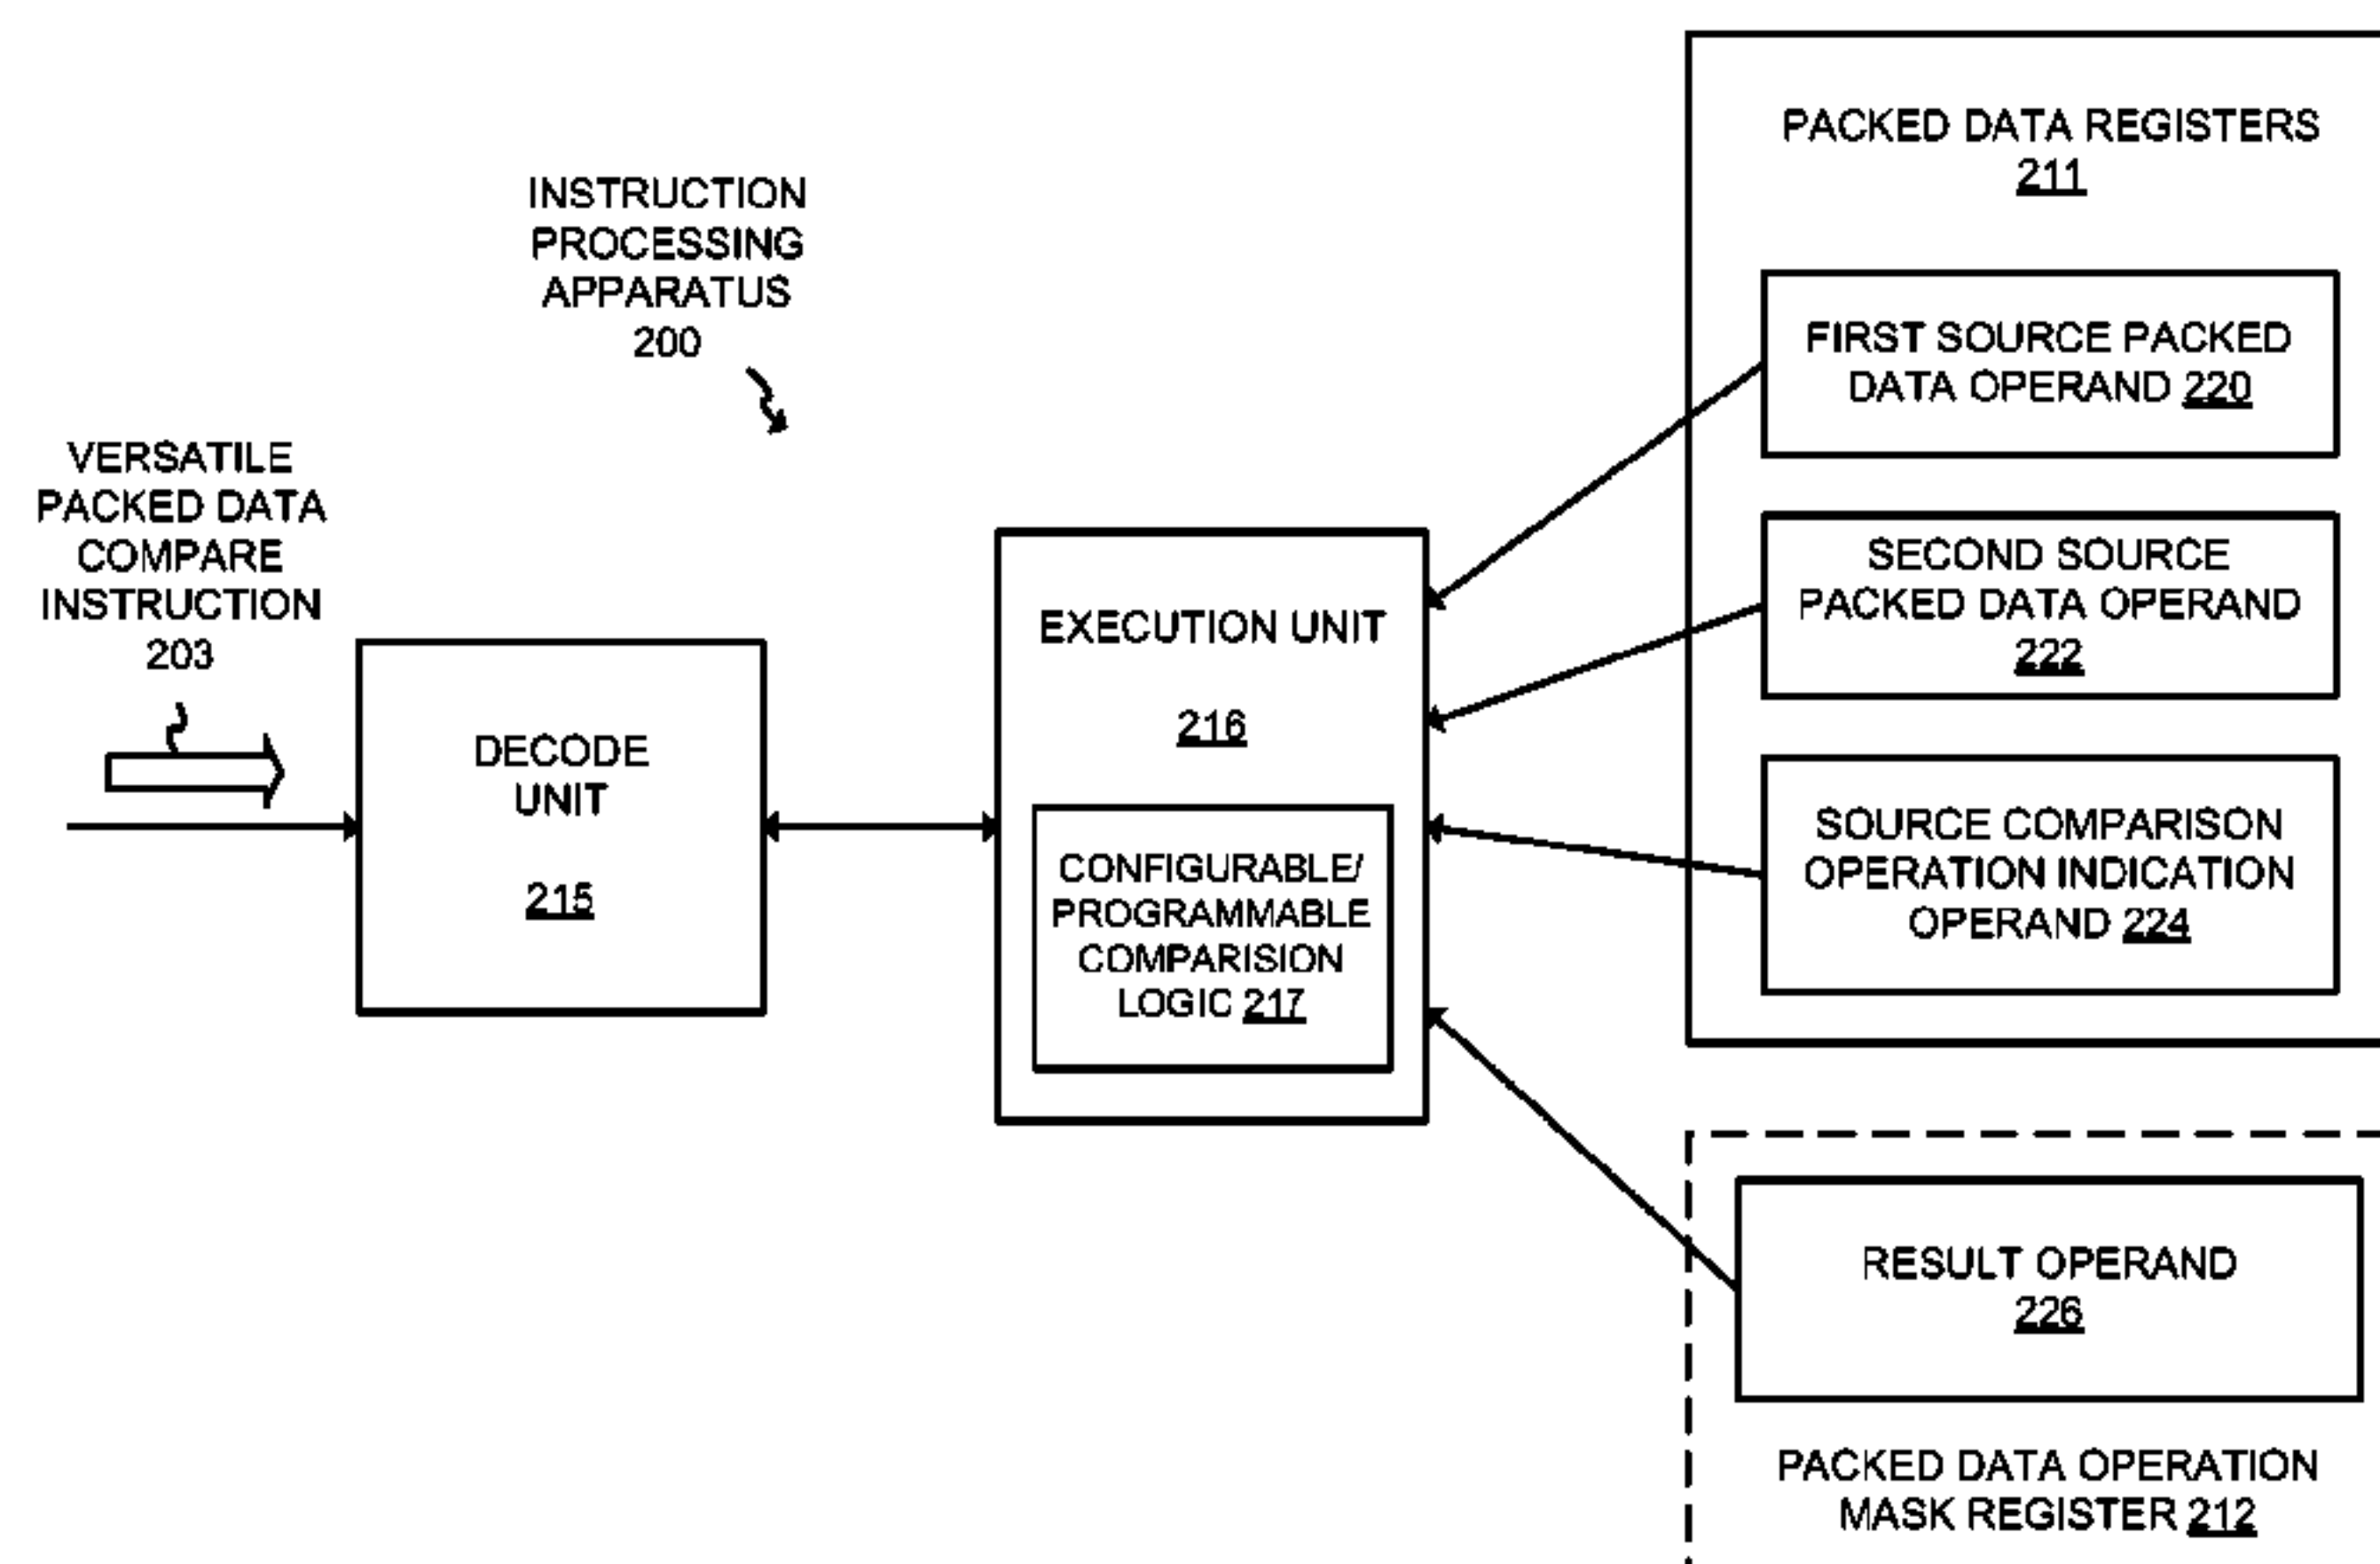 INSTRUCTION
PROCESSING
APPARATUS
200
VERSATILE
PACKED DATA
COMPARE
INSTRUCTION
203
DECODE
UNIT
215
EXECUTION UNIT
216
CONFIGURABLE/
PROGRAMMABLE
COMPARISION
LOGIC 217
PACKED DATA REGISTERS
211
FIRST SOURCE PACKED
DATA OPERAND 220
SECOND SOURCE
PACKED DATA OPERAND
222
SOURCE COMPARISON
OPERATION INDICATION
OPERAND 224
RESULT OPERAND
226
PACKED DATA OPERATION
MASK REGISTER 212